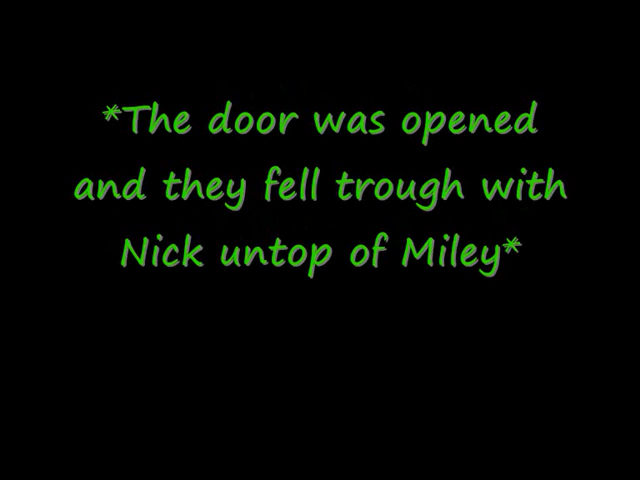 *The door was opened
and they fell trough with
Nick untop of Miley*